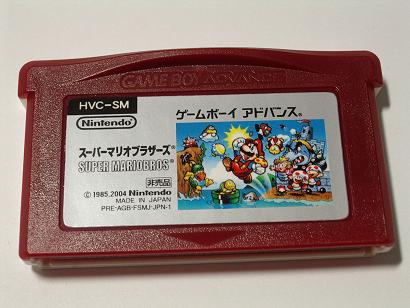 GAME BOY ADVANCE
HVC-SM
Nintendo®
ゲームボーイ アドバンス®
スーパーマリオブラザーズ®
SUPER MARIOBROS®
非売品
© 1985,2004 Nintendo
MADE IN JAPAN
PRE-AGB-FSMJ-JPN-1